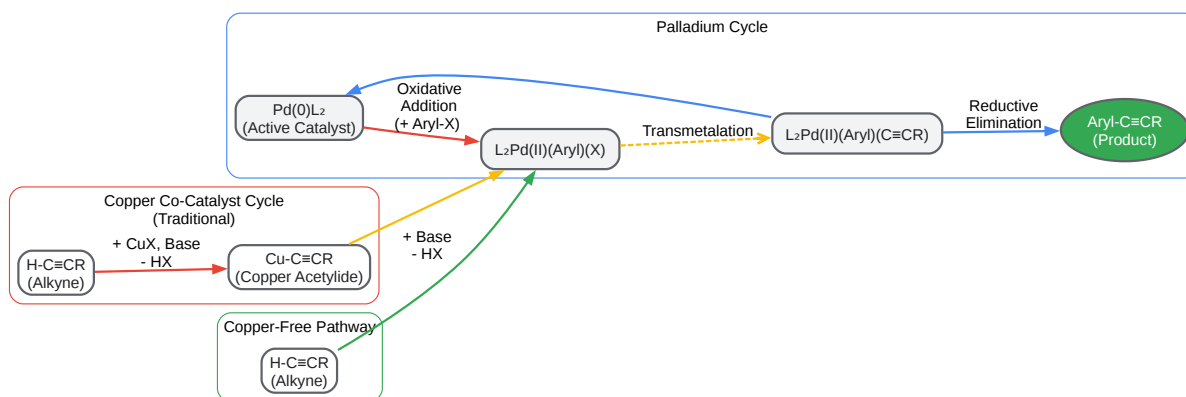 Palladium Cycle
Pd(0)L₂
(Active Catalyst)
Oxidative
Addition
(+ Aryl-X)
L₂Pd(II)(Aryl)(X)
Transmetalation
L₂Pd(II)(Aryl)(C≡CR)
Reductive
Elimination
Aryl-C≡CR
(Product)
Copper Co-Catalyst Cycle
(Traditional)
H-C≡CR
(Alkyne)
+ CuX, Base
- HX
Cu-C≡CR
(Copper Acetylide)
+ Base
- HX
Copper-Free Pathway
H-C≡CR
(Alkyne)